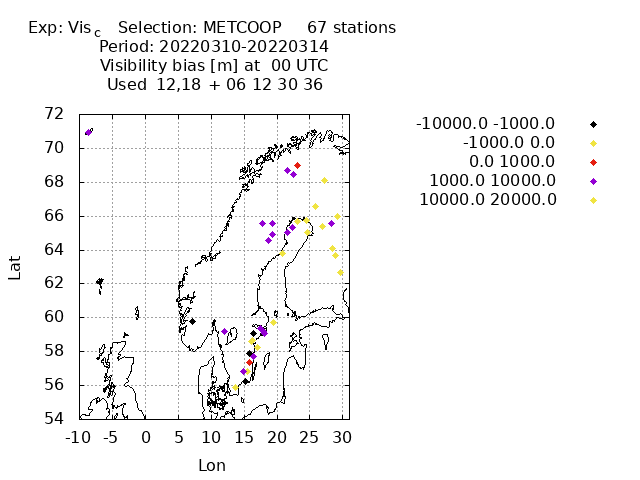 Exp: Vis c Selection: METCOOP 67 stations
Period: 20220310-20220314
Visibility bias [m] at 00 UTC
Used 12,18 + 06 12 30 36
72
70
68
66
64
62
60
58
56
54
-10 -5 0 5 10 15 20 25 30
Lat
Lon
-10000.0 -1000.0
-1000.0 0.0
0.0 1000.0
1000.0 10000.0
10000.0 20000.0